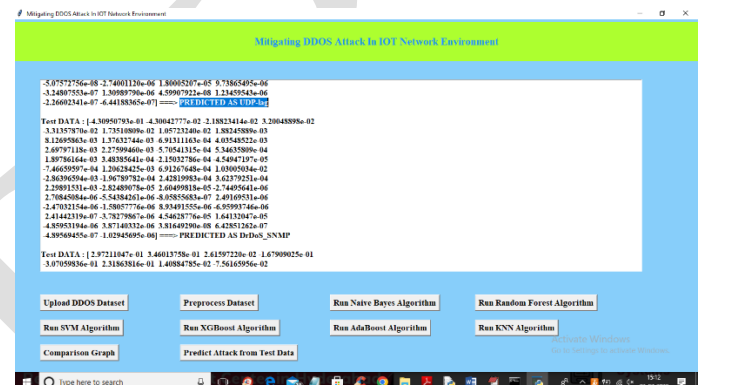 Mitigating DDOS Attack In IOT Network Environment
Mitigating DDOS Attack In IOT Network Environment
-5.07572756e-08 -2.74001120e-06 1.80005207e-05 9.73865495e-06
-3.24807553e-07 1.30989790e-06 4.59907922e-08 1.23459543e-06
-2.26602341e-07 -6.44188365e-07] ===> PREDICTED AS UDP-lag
Test DATA : [-4.30950793e-01 -4.30042777e-02 -2.18823414e-02 3.20048898e-02
-3.31357870e-02 1.73510809e-02 1.05723240e-02 1.88245889e-03
8.12695863e-03 1.37632744e-03 -6.91311163e-04 4.03548522e-03
2.69797118e-03 2.27599460e-03 -5.70541315e-04 5.34635809e-04
1.89786164e-03 3.48385641e-04 -2.15032786e-04 -4.54947197e-05
-7.46659597e-04 1.20628425e-03 6.91267648e-04 1.03005034e-02
-2.86396594e-03 -1.96789782e-04 2.42819983e-04 3.62379251e-04
2.29891531e-03 -2.82489078e-05 2.60499818e-05 -2.74495641e-06
2.70845084e-06 -5.54384261e-06 -8.05855683e-07 2.49169531e-06
-2.47032154e-06 -1.58057776e-06 8.93491555e-06 -6.95993746e-06
2.41442319e-07 -3.78279867e-06 4.54628776e-05 1.64132047e-05
-4.85953194e-06 3.87140332e-06 3.81649290e-08 6.42851262e-07
-4.89569455e-07 -1.02945695e-06] ===> PREDICTED AS DrDoS_SNMP
Test DATA : [ 2.97211047e-01 3.46013758e-01 2.61597220e-02 -1.67909025e-01
-3.07059836e-01 2.31863816e-01 1.40884785e-02 -7.56165956e-02
Upload DDOS Dataset Preprocess Dataset Run Naive Bayes Algorithm Run Random Forest Algorithm
Run SVM Algorithm Run XGBoost Algorithm Run AdaBoost Algorithm Run KNN Algorithm
Activate Windows
Comparison Graph Predict Attack from Test Data Go to Settings to activate Windows.
Type here to search
15:12